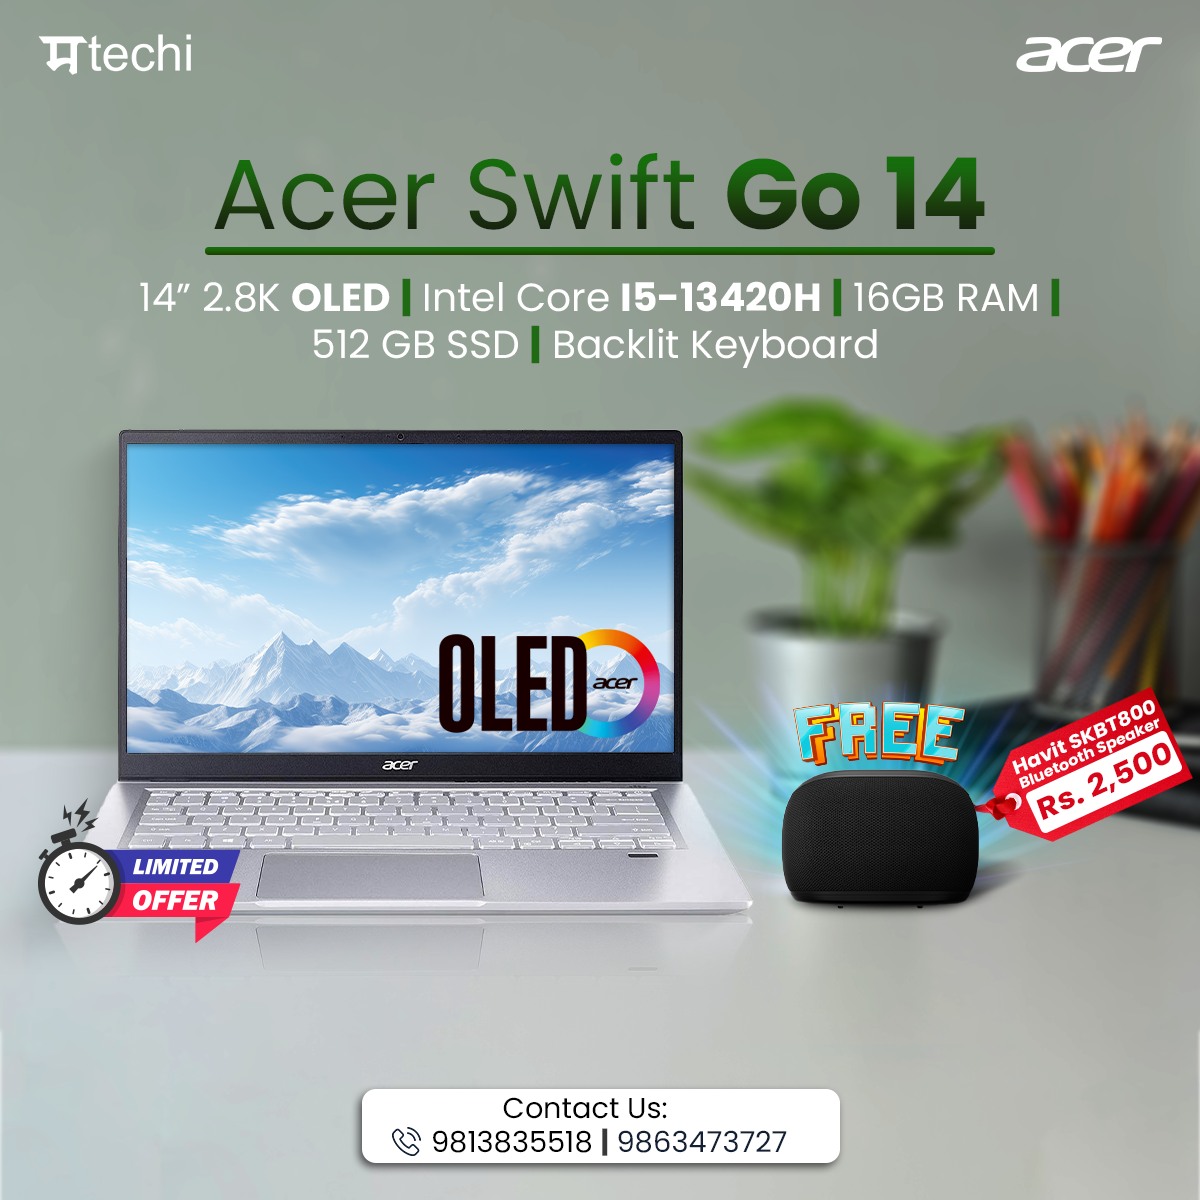 मtechi
acer
Acer Swift Go 14
14” 2.8K OLED | Intel Core I5-13420H | 16GB RAM |
512 GB SSD | Backlit Keyboard
OLED acer
acer
FREE
Havit SKBT800
Bluetooth Speaker
Rs. 2,500
LIMITED
OFFER
Contact Us:
9813835518 | 9863473727